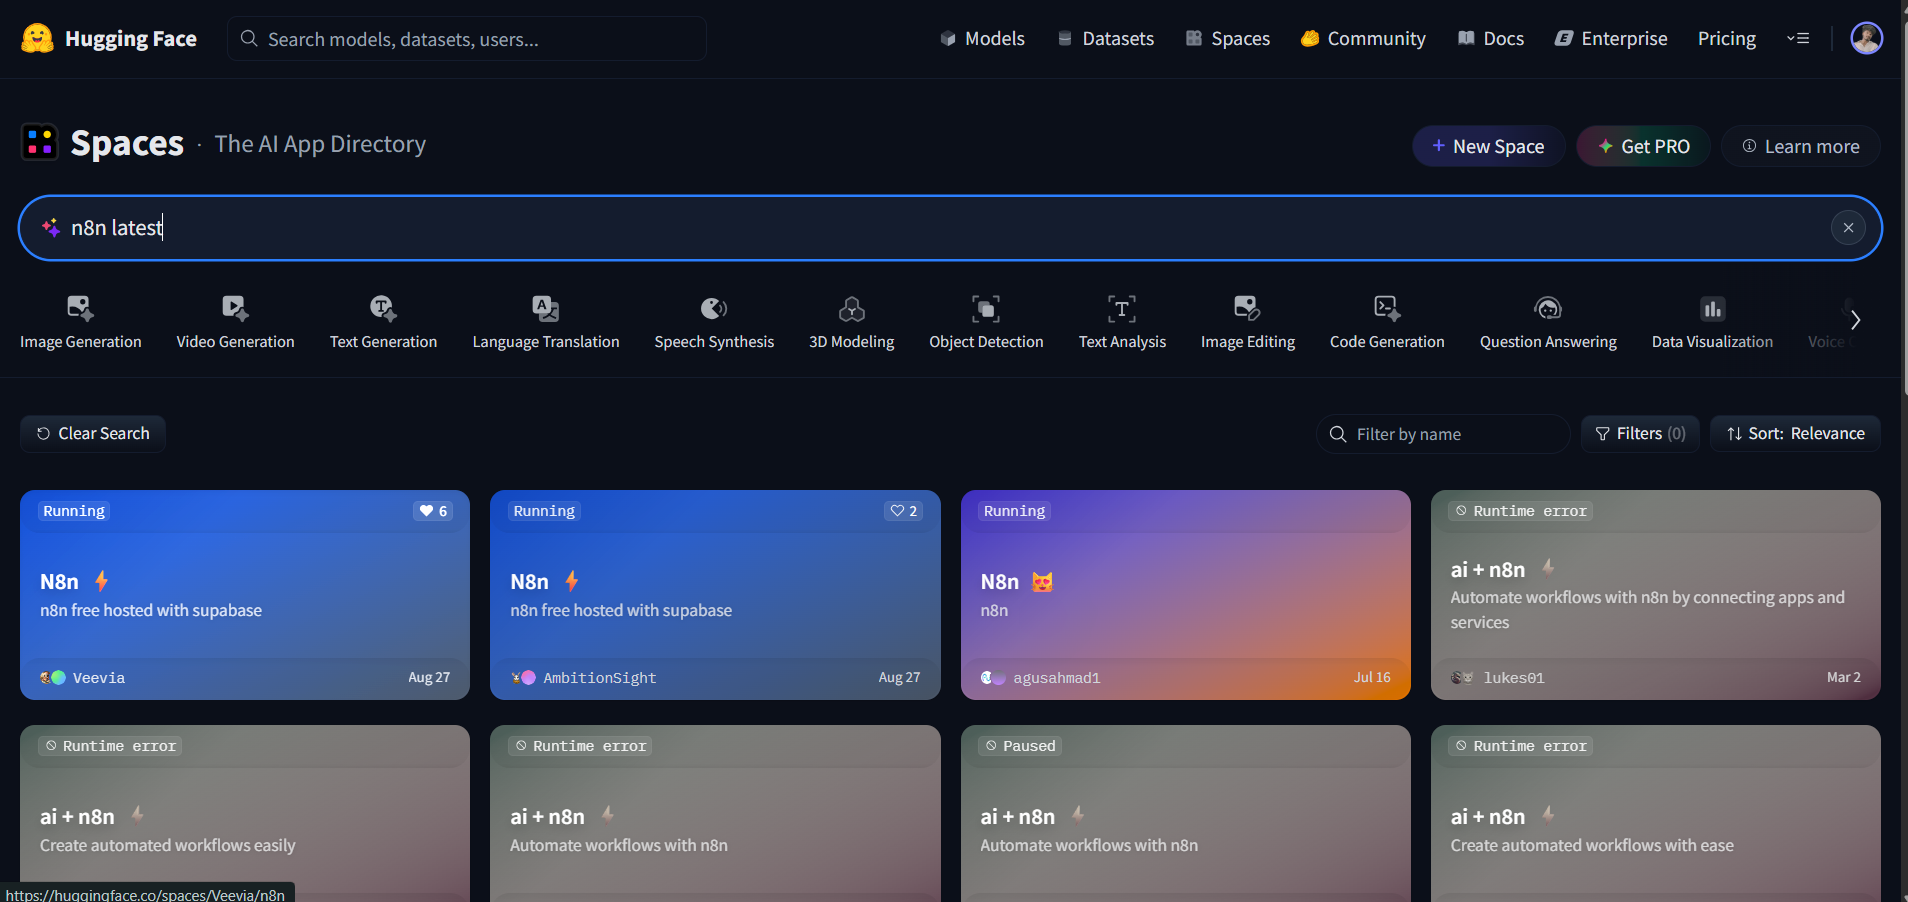 Hugging Face
Search models, datasets, users...
Models
Datasets
Spaces
Community
Docs
Enterprise
Pricing
Spaces · The AI App Directory
+ New Space
Get PRO
Learn more
n8n latest
Image Generation
Video Generation
Text Generation
Language Translation
Speech Synthesis
3D Modeling
Object Detection
Text Analysis
Image Editing
Code Generation
Question Answering
Data Visualization
Voice
Clear Search
Filter by name
Filters (0)
Sort: Relevance
Running
6
N8n
n8n free hosted with supabase
Veevia
Aug 27
Running
2
N8n
n8n free hosted with supabase
AmbitionSight
Aug 27
Running
N8n
n8n
agusahmad1
Jul 16
Runtime error
ai + n8n
Automate workflows with n8n by connecting apps and
services
lukes01
Mar 2
Runtime error
ai + n8n
Create automated workflows easily
Runtime error
ai + n8n
Automate workflows with n8n
Paused
ai + n8n
Automate workflows with n8n
Runtime error
ai + n8n
Create automated workflows with ease
https://huggingface.co/spaces/Veevia/n8n